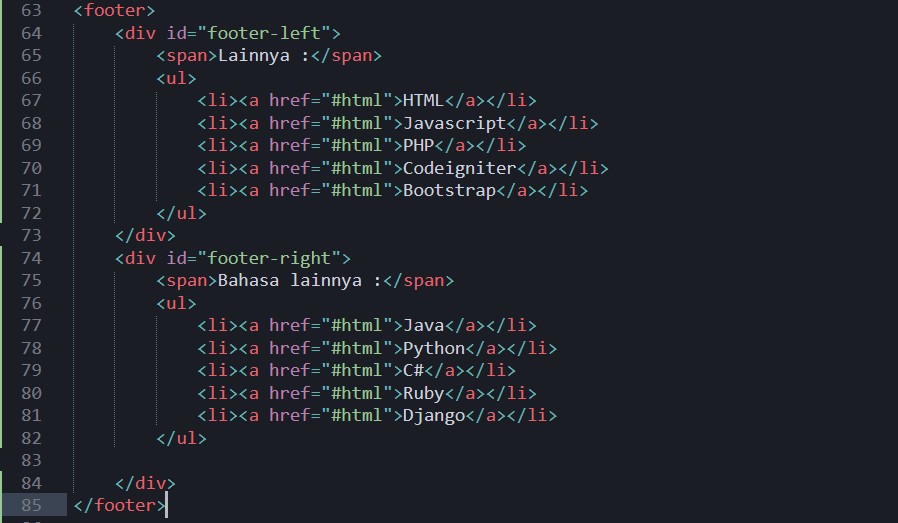 63 <footer>
64     <div id="footer-left">
65         <span>Lainnya :</span>
66         <ul>
67             <li><a href="#html">HTML</a></li>
68             <li><a href="#html">Javascript</a></li>
69             <li><a href="#html">PHP</a></li>
70             <li><a href="#html">Codeigniter</a></li>
71             <li><a href="#html">Bootstrap</a></li>
72         </ul>
73     </div>
74     <div id="footer-right">
75         <span>Bahasa lainnya :</span>
76         <ul>
77             <li><a href="#html">Java</a></li>
78             <li><a href="#html">Python</a></li>
79             <li><a href="#html">C#</a></li>
80             <li><a href="#html">Ruby</a></li>
81             <li><a href="#html">Django</a></li>
82         </ul>
83
84     </div>
85 </footer>